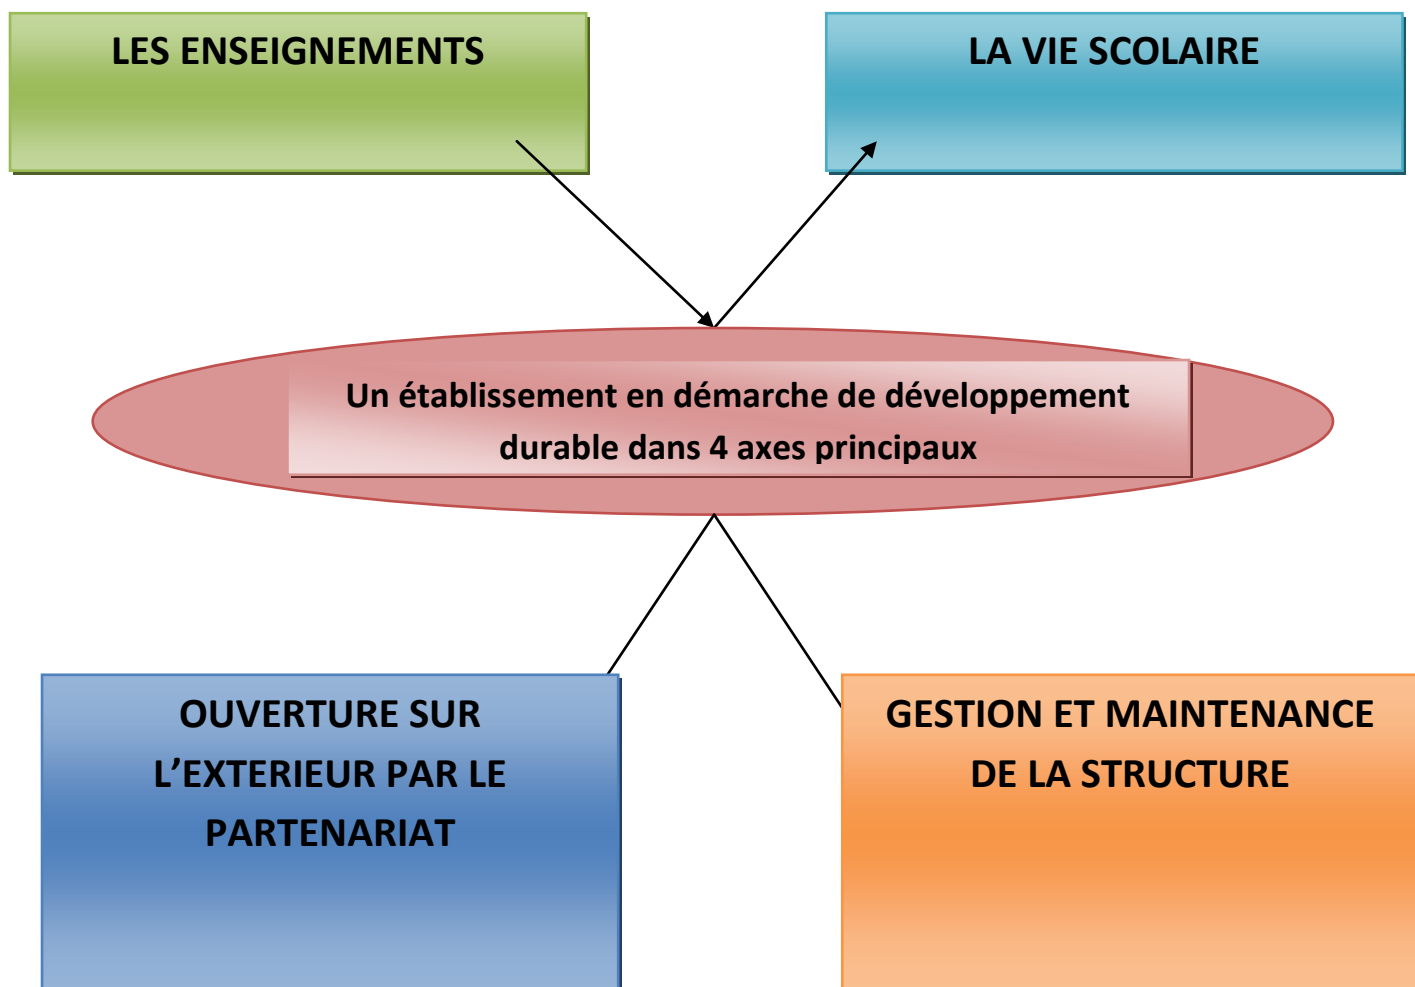 LES ENSEIGNEMENTS
LA VIE SCOLAIRE
Un établissement en démarche de développement
durable dans 4 axes principaux
OUVERTURE SUR
L’EXTERIEUR PAR LE
PARTENARIAT
GESTION ET MAINTENANCE
DE LA STRUCTURE